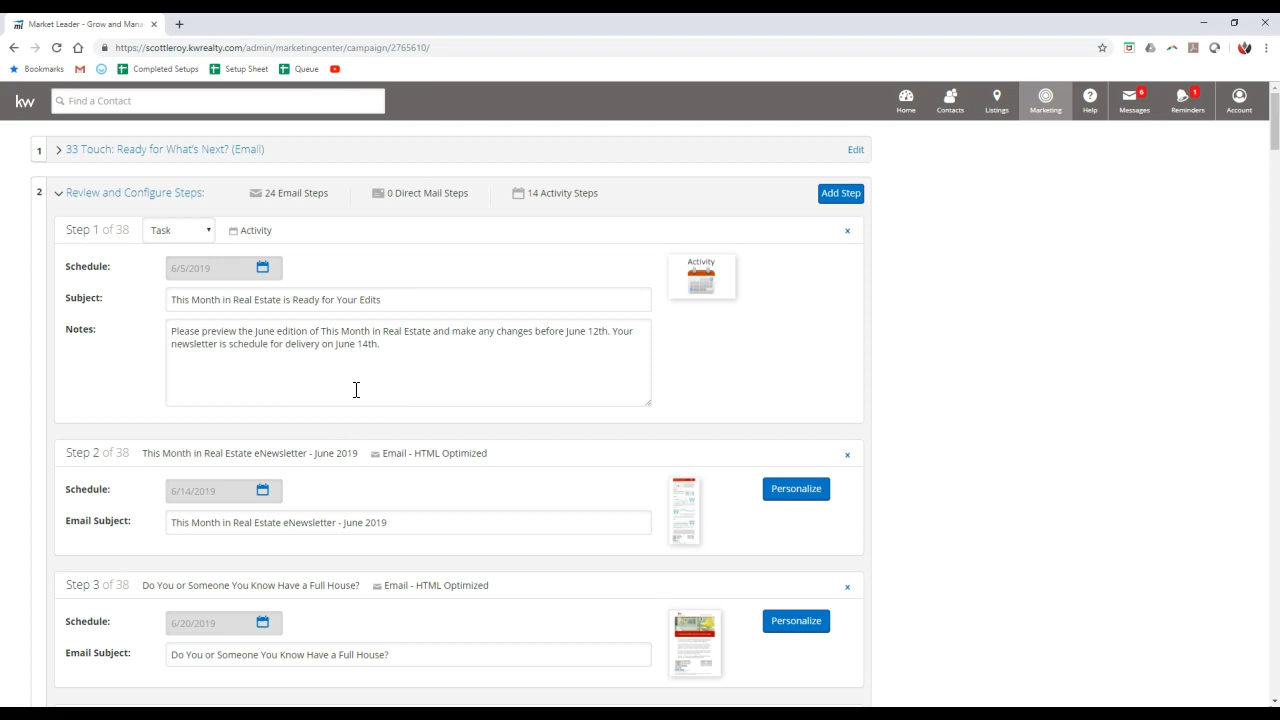 Market Leader - Grow and Mana
https://scottleroy.kwrealty.com/admin/marketingcenter/campaign/2765610/
Bookmarks
Completed Setups
Setup Sheet
Queue
kw
Find a Contact
Home
Contacts
Listings
Marketing
Help
6
Messages
1
Reminders
Account
1
33 Touch: Ready for What's Next? (Email)
Edit
2
Review and Configure Steps:
24 Email Steps
0 Direct Mail Steps
14 Activity Steps
Add Step
Step 1 of 38
Task
Activity
x
Schedule:
6/5/2019
Activity
Subject:
This Month in Real Estate is Ready for Your Edits
Notes:
Please preview the June edition of This Month in Real Estate and make any changes before June 12th. Your
newsletter is schedule for delivery on June 14th.
Step 2 of 38
This Month in Real Estate eNewsletter - June 2019
Email - HTML Optimized
x
Schedule:
6/14/2019
Personalize
Email Subject:
This Month in Real Estate eNewsletter - June 2019
Step 3 of 38
Do You or Someone You Know Have a Full House?
Email - HTML Optimized
x
Schedule:
6/20/2019
Personalize
Email Subject:
Do You or Someone You Know Have a Full House?